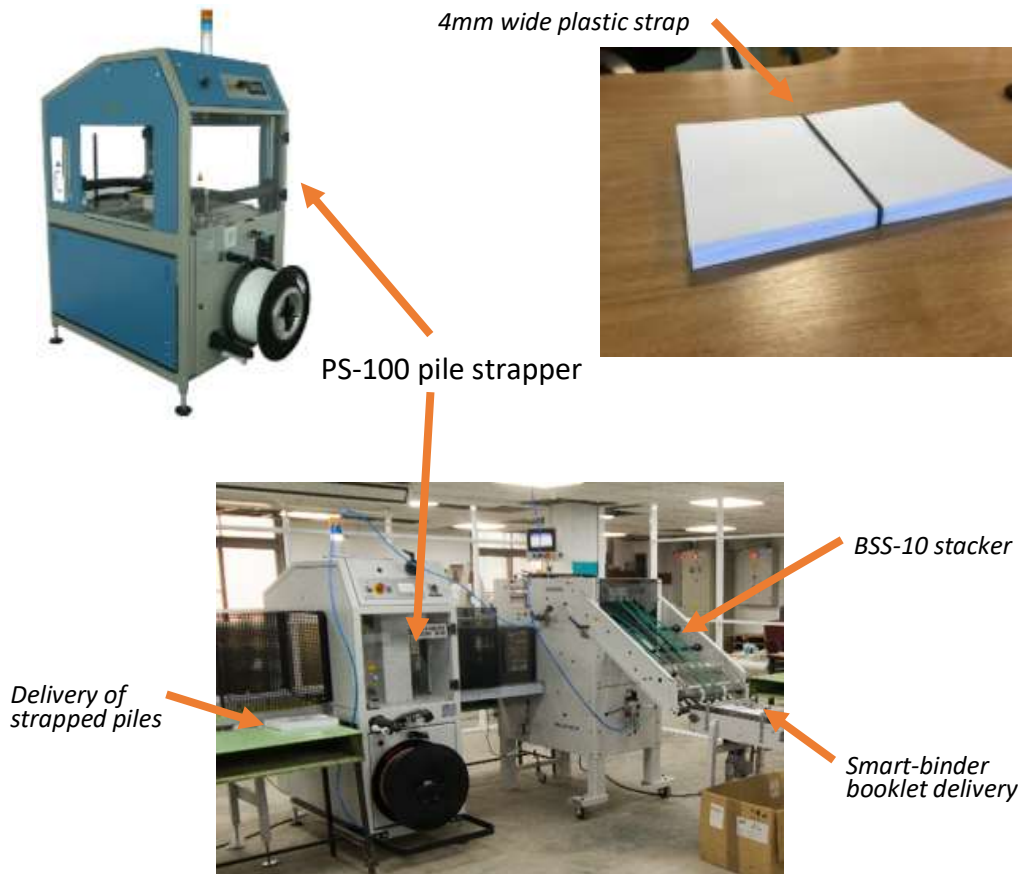 4mm wide plastic strap
PS-100 pile strapper
BSS-10 stacker
Delivery of
strapped piles
Smart-binder
booklet delivery